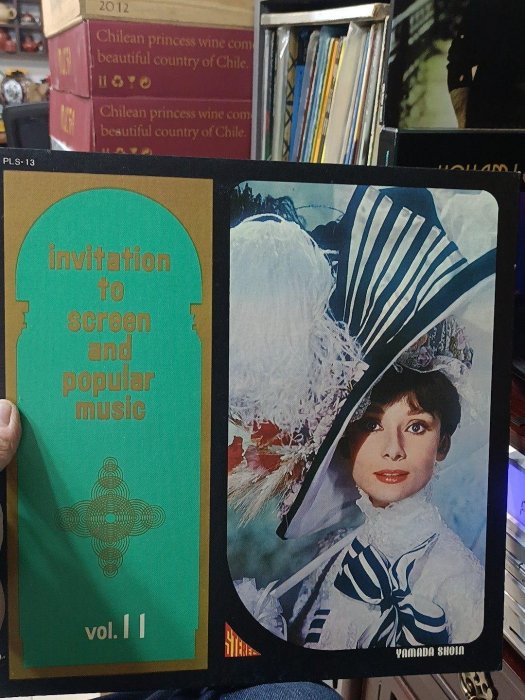 2012
Chilean princess wine com
beautiful country of Chile.
Chilean princess wine com
beautiful country of Chile.
PLS-13
invitation
to
screen
and
popular
music
vol. 11
STEREO
YAMADA SHOIN